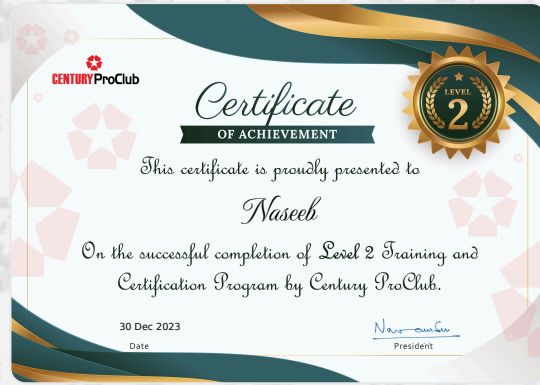 CENTURY ProClub
Certificate
OF ACHIEVEMENT
LEVEL
2
This certificate is proudly presented to
Naseeb
On the successful completion of Level 2 Training and
Certification Program by Century ProClub.
30 Dec 2023
Date
President